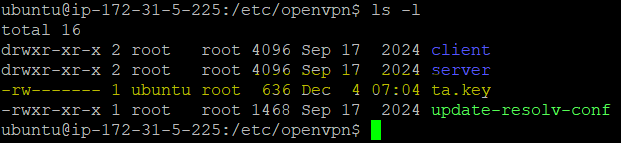 ubuntu@ip-172-31-5-225:/etc/openvpn$ ls -l
total 16
drwxr-xr-x 2 root   root 4096 Sep 17  2024 client
drwxr-xr-x 2 root   root 4096 Sep 17  2024 server
-rw------- 1 ubuntu root  636 Dec  4 07:04 ta.key
-rwxr-xr-x 1 root   root 1468 Sep 17  2024 update-resolv-conf
ubuntu@ip-172-31-5-225:/etc/openvpn$